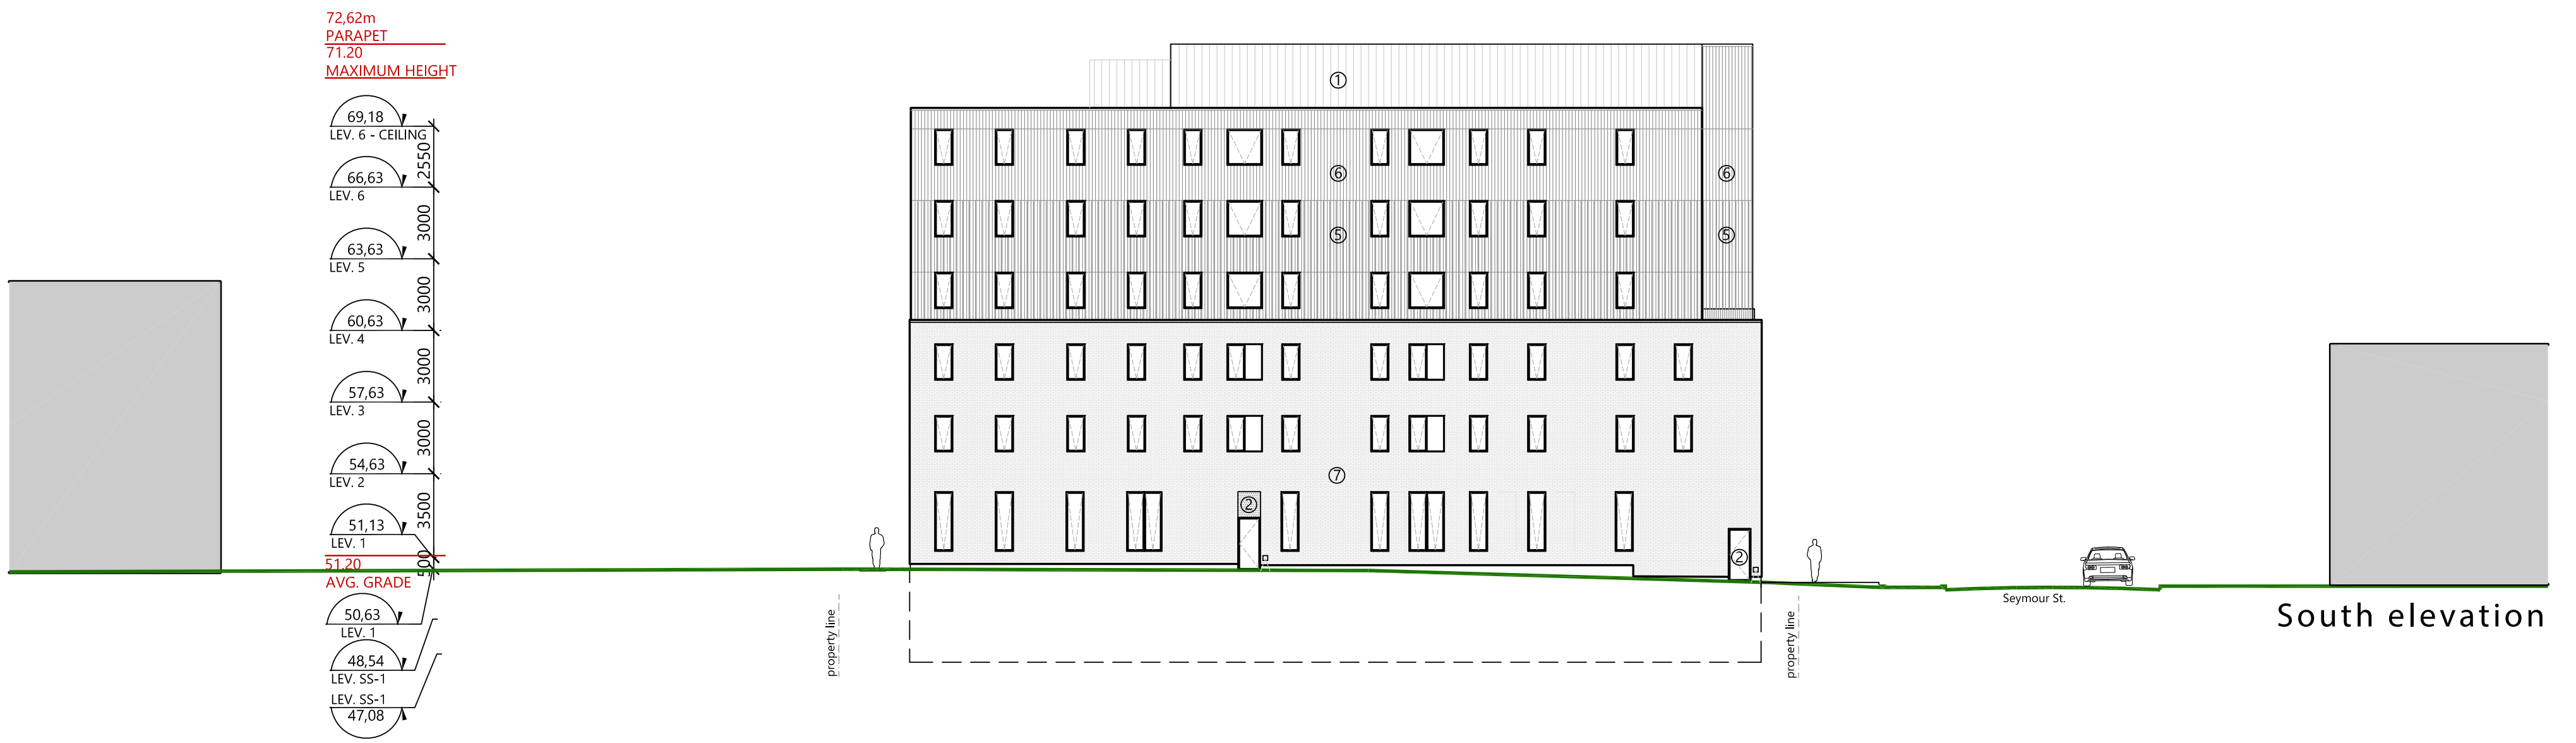 72,62m
PARAPET
71.20
MAXIMUM HEIGHT
69,18
LEV. 6 - CEILING
2550
66,63
LEV. 6
3000
63,63
LEV. 5
3000
60,63
LEV. 4
3000
57,63
LEV. 3
3000
54,63
LEV. 2
3500
51,13
LEV. 1
500
51.20
AVG. GRADE
50,63
LEV. 1
48,54
LEV. SS-1
LEV. SS-1
47,08
1
6
6
5
5
7
2
2
property line
property line
Seymour St.
South elevation